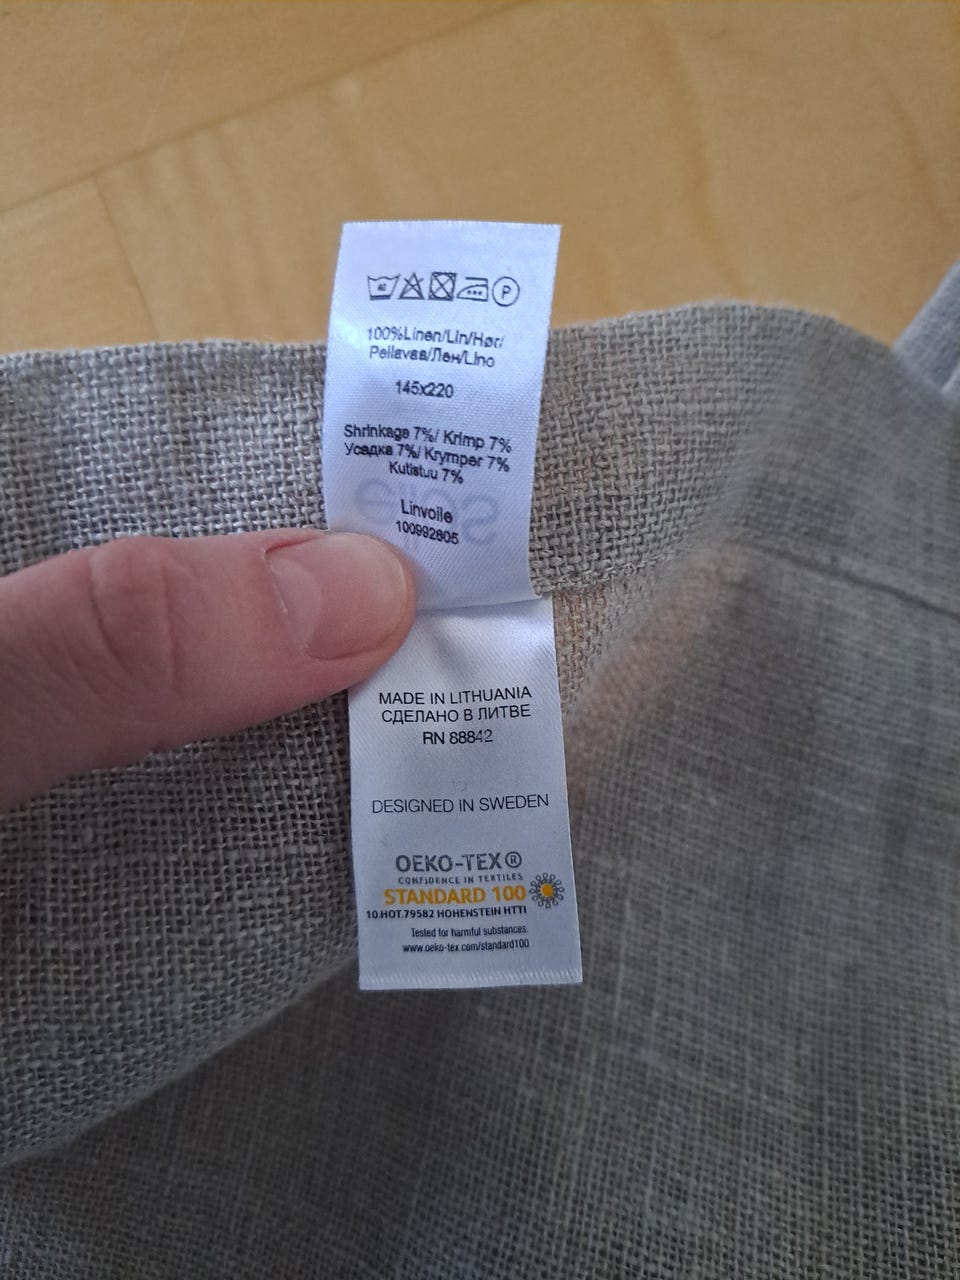 40
P
100%Linen/Lin/Hør/
Pellavaa/Лен/Lino
145x220
Shrinkage 7%/ Krimp 7%
Усадка 7%/ Krymper 7%
Kutistuu 7%
Linvoile
100992805
MADE IN LITHUANIA
СДЕЛАНО В ЛИТВЕ
RN 88842
DESIGNED IN SWEDEN
OEKO-TEX®
CONFIDENCE IN TEXTILES
STANDARD 100
10.HOT.79582 HOHENSTEIN HTTI
Tested for harmful substances.
www.oeko-tex.com/standard100